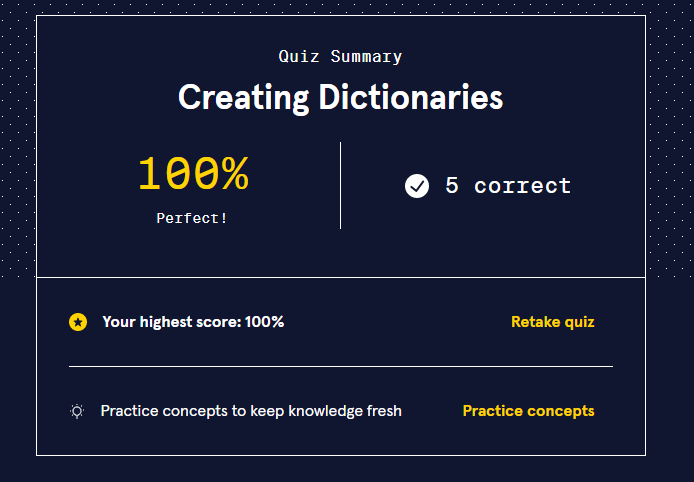 Quiz Summary
Creating Dictionaries
100%
Perfect!
5 correct
Your highest score: 100%
Retake quiz
Practice concepts to keep knowledge fresh
Practice concepts